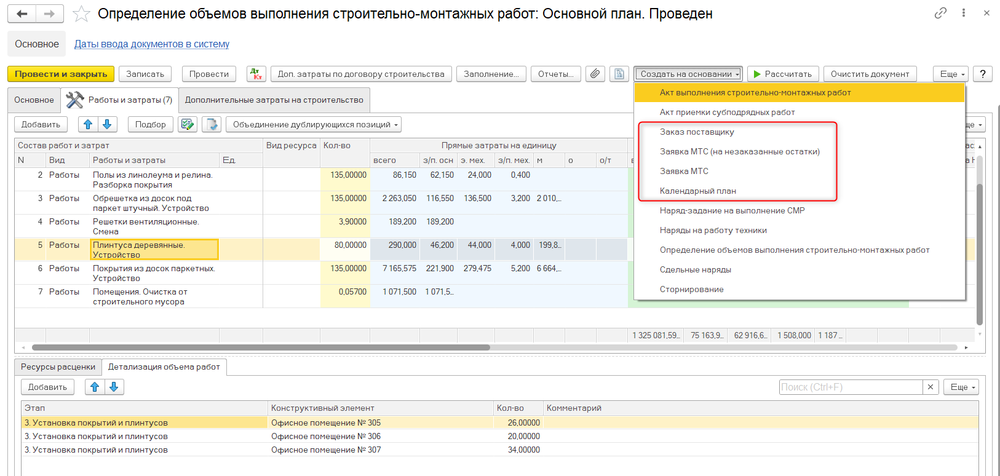 Определение объемов выполнения строительно-монтажных работ: Основной план. Проведен
Основное Даты ввода документов в систему
Провести и закрыть Записать Провести Дт Кт Доп. затраты по договору строительства Заполнение... Отчеты... Создать на основании Рассчитать Очистить документ Еще ?
Основное Работы и затраты (7) Дополнительные затраты на строительство
Добавить Подбор Объединение дублирующихся позиций ще
Акт выполнения строительно-монтажных работ
Акт приемки субподрядных работ
Заказ поставщику
Заявка МТС (на незаказанные остатки)
Заявка МТС
Календарный план
Наряд-задание на выполнение СМР
Наряды на работу техники
Определение объемов выполнения строительно-монтажных работ
Сдельные наряды
Сторнирование
Состав работ и затрат Вид ресурса Кол-во Прямые затраты на единицу
N Вид Работы и затраты Ед. всего з/п. осн э. мех. з/п. мех. м о о/т
2 Работы Полы из линолеума и релина. 135,00000 86,150 62,150 24,000 0,400
Разборка покрытия
3 Работы Обрешетка из досок под 135,00000 2 263,050 116,550 136,500 3,200 2 010,...
паркет штучный. Устройство
4 Работы Решетки вентиляционные. 3,90000 189,200 189,200
Смена
5 Работы Плинтуса деревянные. 80,00000 290,000 46,200 44,000 4,000 199,8...
Устройство
6 Работы Покрытия из досок паркетных. 135,00000 7 165,575 221,900 279,475 5,200 6 664,...
Устройство
7 Работы Помещения. Очистка от 0,05700 1 071,500 1 071,5...
строительного мусора
1 325 081,59... 75 163,9... 62 916,6... 1 508,000 1 187 ...
Ресурсы расценки Детализация объема работ
Добавить Поиск (Ctrl+F) × Еще
Этап Конструктивный элемент Кол-во Комментарий
3. Установка покрытий и плинтусов Офисное помещение № 305 26,00000
3. Установка покрытий и плинтусов Офисное помещение № 306 20,00000
3. Установка покрытий и плинтусов Офисное помещение № 307 34,00000